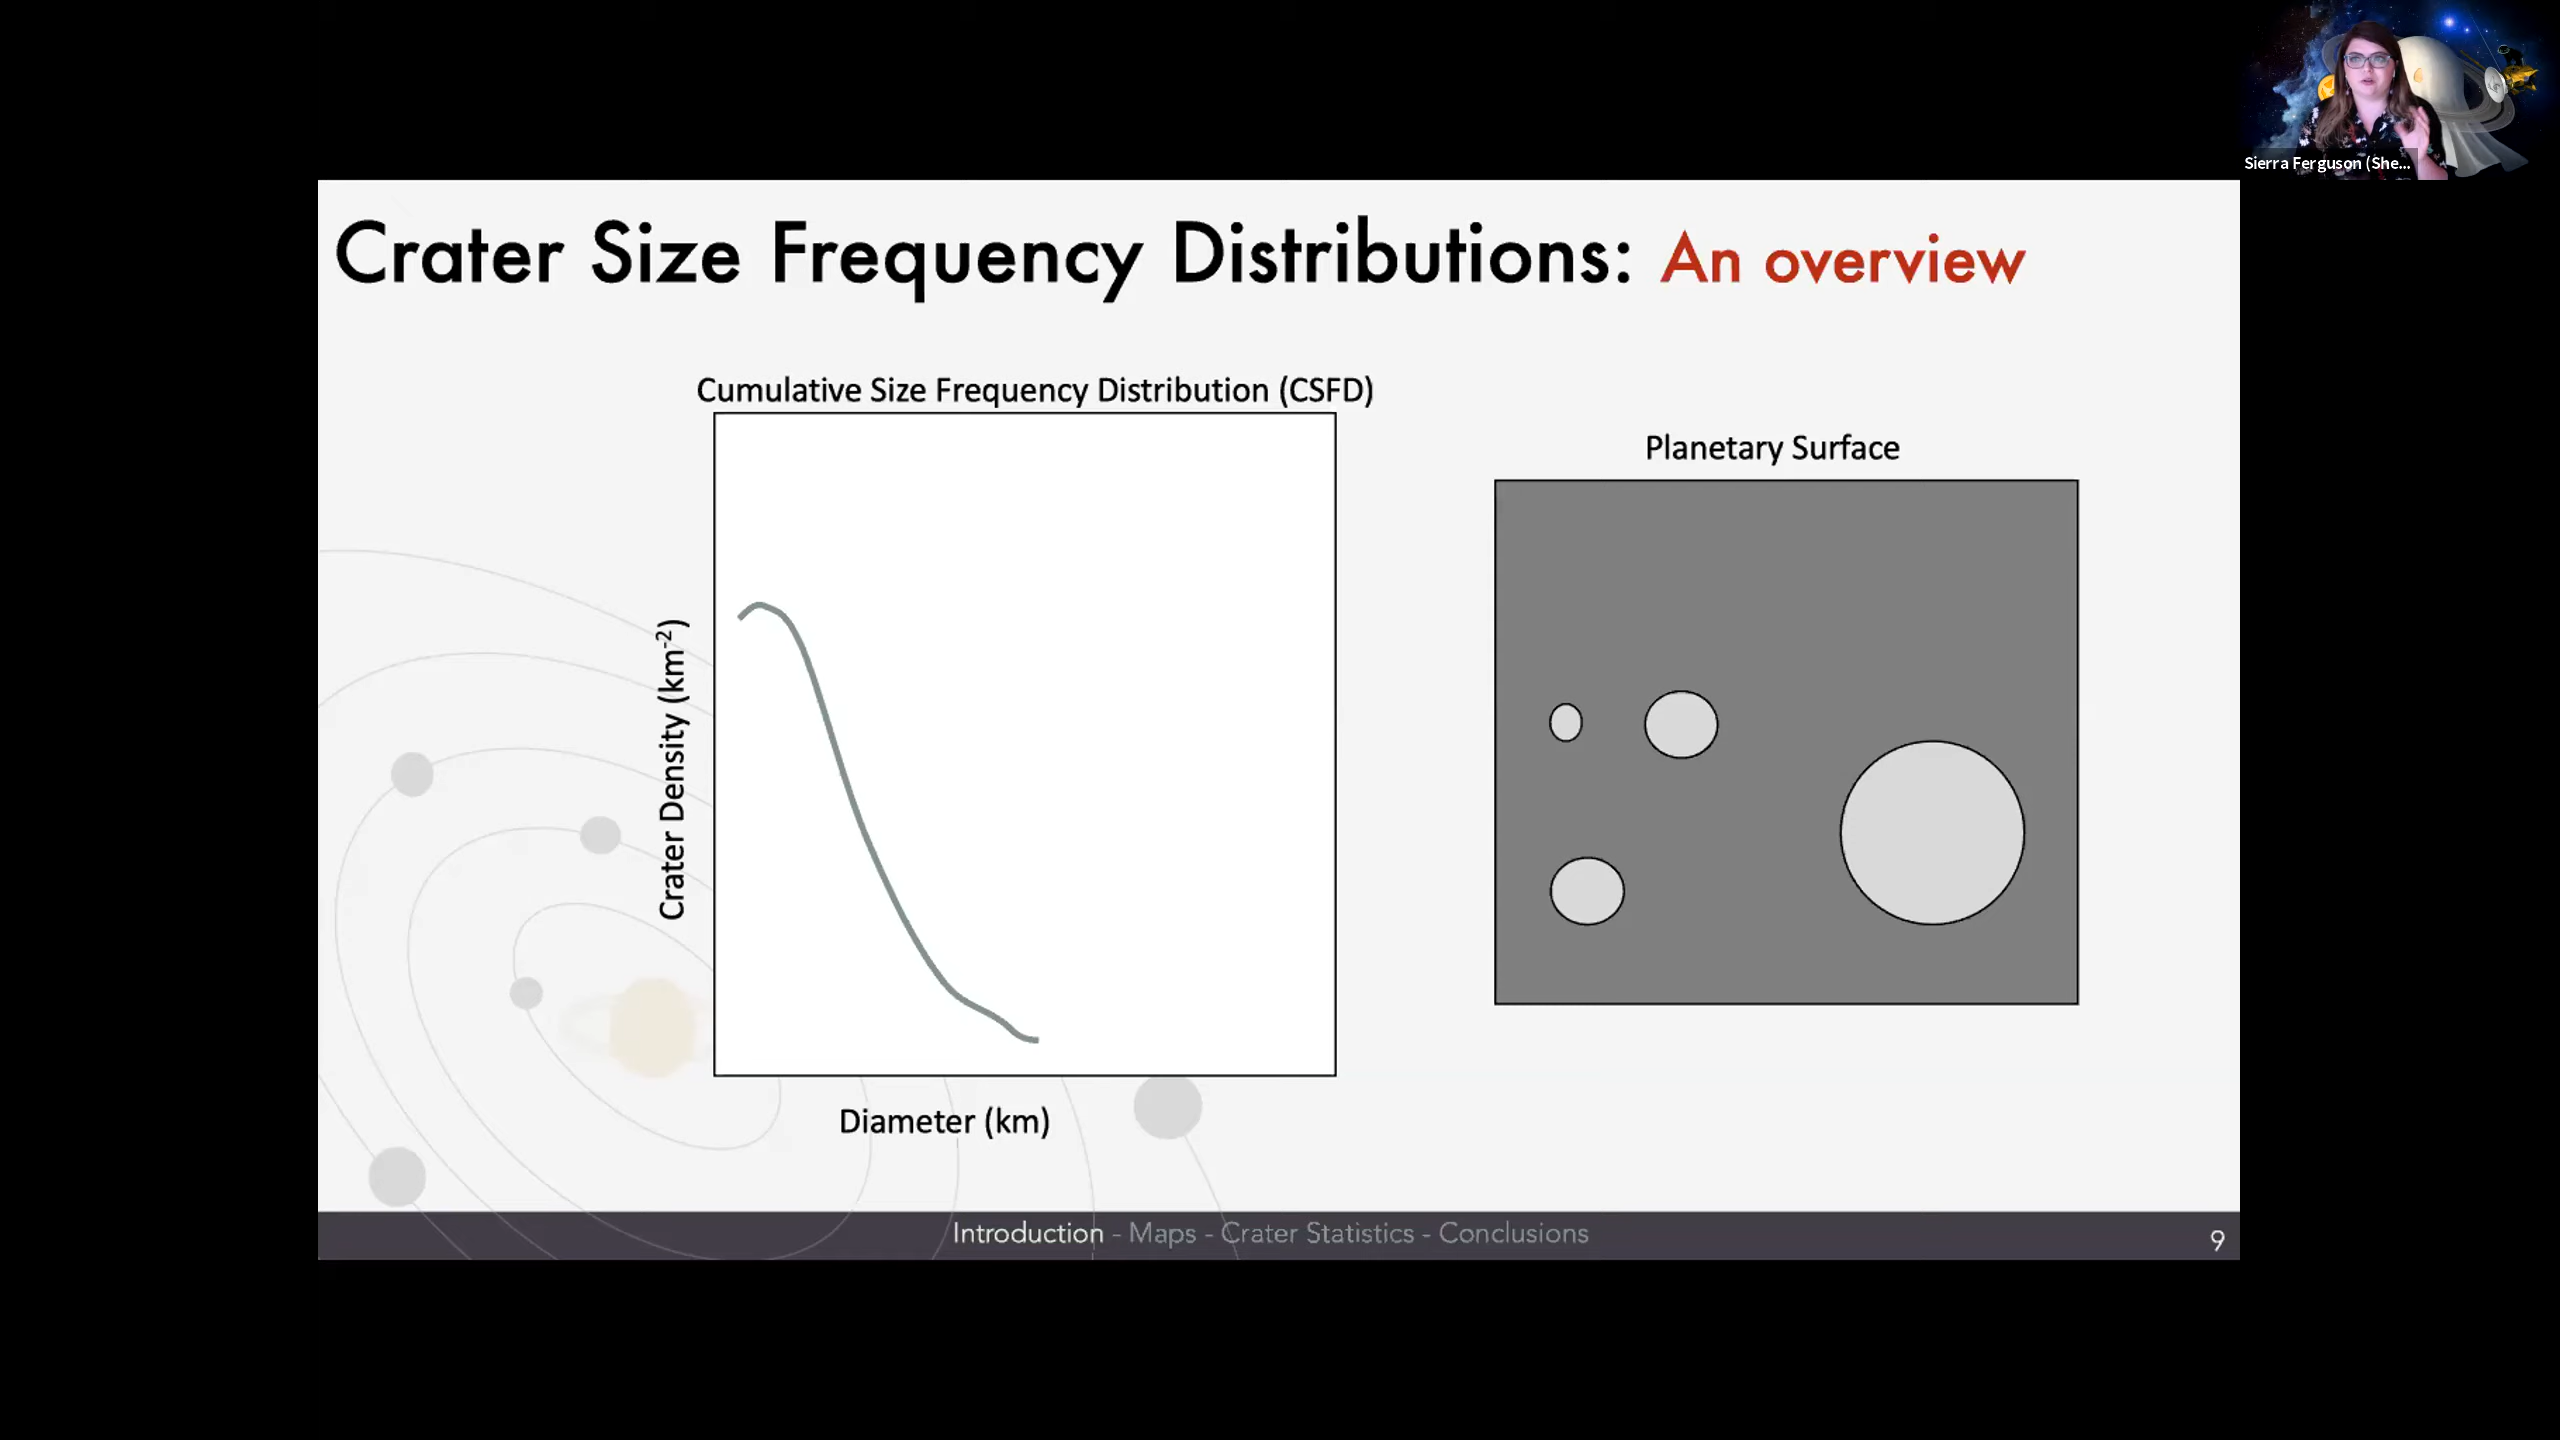 Sierra Ferguson (She...
Crater Size Frequency Distributions: An overview
Cumulative Size Frequency Distribution (CSFD)
Planetary Surface
Crater Density (km-2)
Diameter (km)
Introduction - Maps - Crater Statistics - Conclusions
9